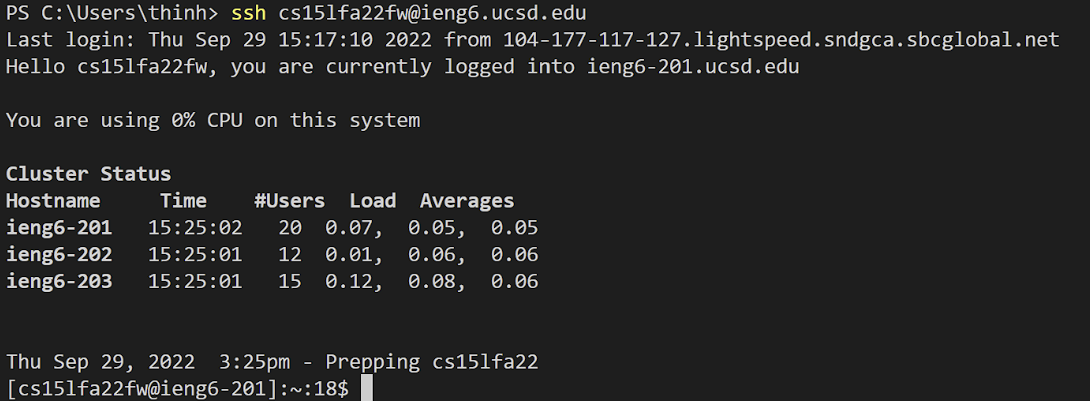 PS C:\Users\thinh> ssh cs15lfa22fw@ieng6.ucsd.edu
Last login: Thu Sep 29 15:17:10 2022 from 104-177-117-127.lightspeed.sndgca.sbcglobal.net
Hello cs15lfa22fw, you are currently logged into ieng6-201.ucsd.edu
You are using 0% CPU on this system
Cluster Status
Hostname     Time    #Users  Load  Averages
ieng6-201   15:25:02   20  0.07,  0.05,  0.05
ieng6-202   15:25:01   12  0.01,  0.06,  0.06
ieng6-203   15:25:01   15  0.12,  0.08,  0.06
Thu Sep 29, 2022  3:25pm - Prepping cs15lfa22
[cs15lfa22fw@ieng6-201]:~:18$